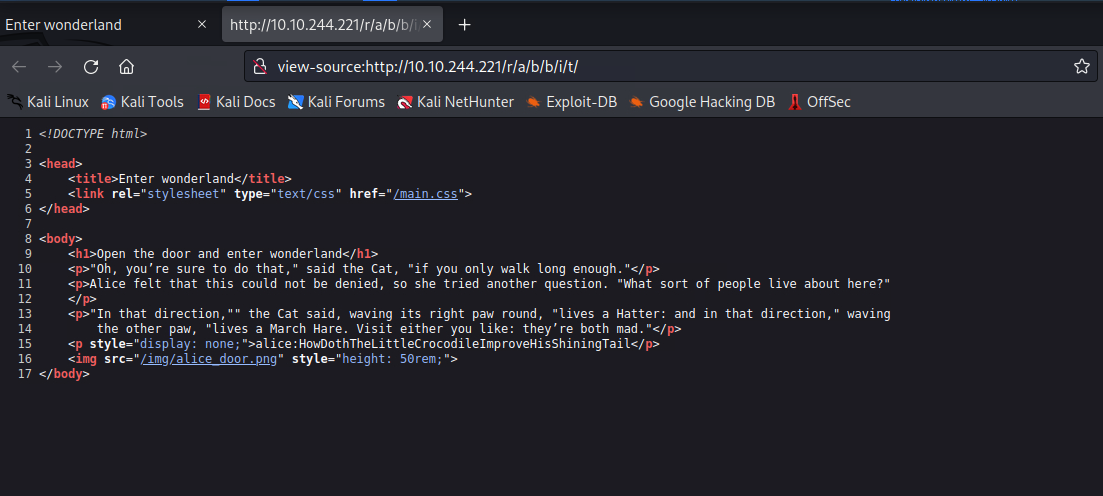 Enter wonderland
http://10.10.244.221/r/a/b/b/i
view-source:http://10.10.244.221/r/a/b/b/i/t/
Kali Linux Kali Tools Kali Docs Kali Forums Kali NetHunter Exploit-DB Google Hacking DB OffSec
1 <!DOCTYPE html>
2
3 <head>
4 <title>Enter wonderland</title>
5 <link rel="stylesheet" type="text/css" href="/main.css">
6 </head>
7
8 <body>
9 <h1>Open the door and enter wonderland</h1>
10 <p>"Oh, you’re sure to do that," said the Cat, "if you only walk long enough."</p>
11 <p>Alice felt that this could not be denied, so she tried another question. "What sort of people live about here?"
12 </p>
13 <p>"In that direction,"" the Cat said, waving its right paw round, "lives a Hatter: and in that direction," waving
14 the other paw, "lives a March Hare. Visit either you like: they’re both mad."</p>
15 <p style="display: none;">alice:HowDothTheLittleCrocodileImproveHisShiningTail</p>
16 <img src="/img/alice_door.png" style="height: 50rem;">
17 </body>